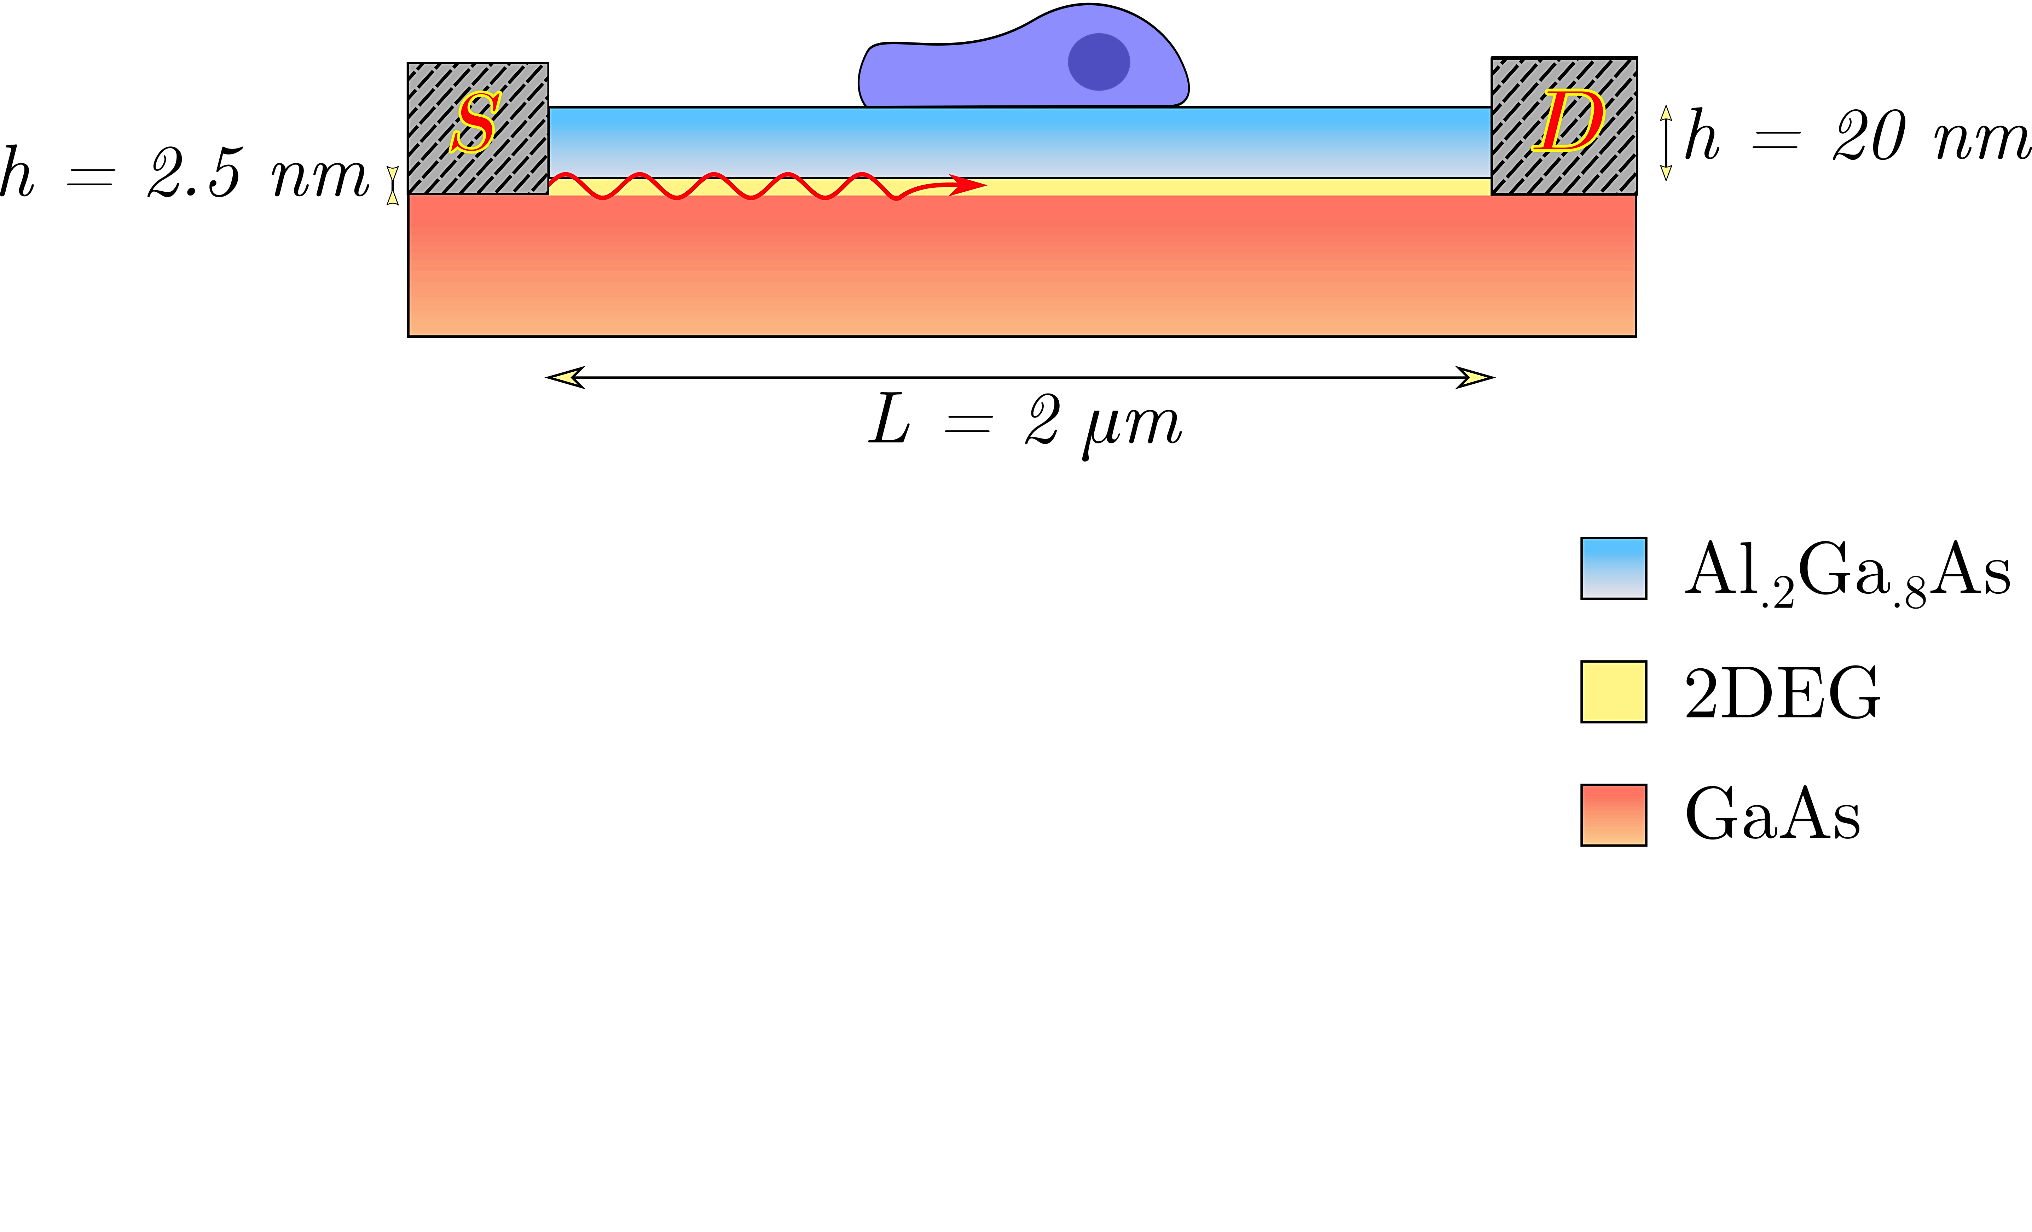 S
D
h = 2.5 nm
h = 20 nm
L = 2 µm
Al.2Ga.8As
2DEG
GaAs